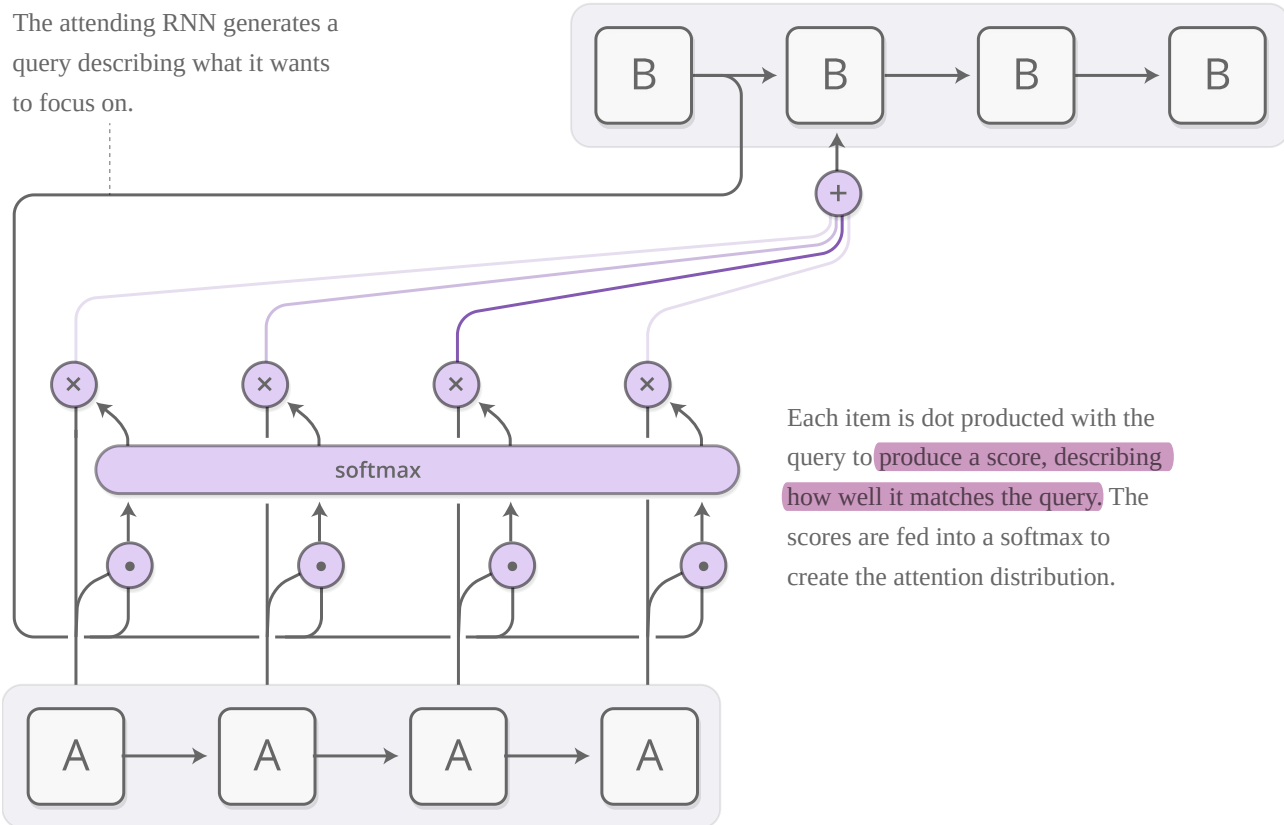 The attending RNN generates a
query describing what it wants
to focus on.
B B B B
+
× × × ×
softmax
Each item is dot producted with the
query to produce a score, describing
how well it matches the query. The
scores are fed into a softmax to
create the attention distribution.
A A A A